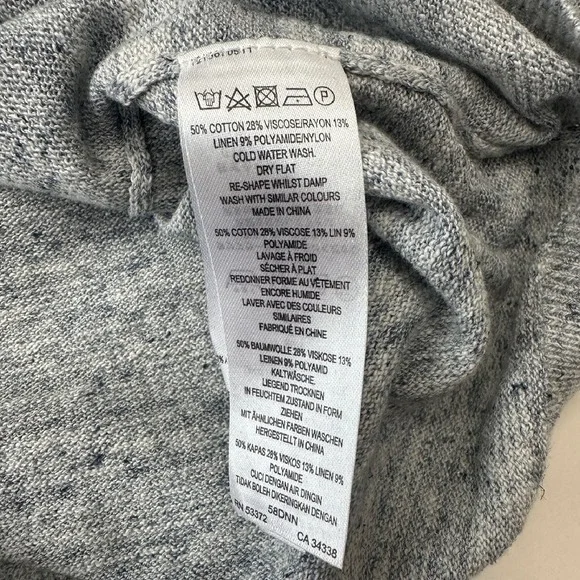 50% COTTON 28% VISCOSE/RAYON 13%
LINEN 9% POLYAMIDE/NYLON
COLD WATER WASH.
DRY FLAT
RE-SHAPE WHILST DAMP
WASH WITH SIMILAR COLOURS
MADE IN CHINA
50% COTON 28% VISCOSE 13% LIN 9%
POLYAMIDE
LAVAGE À FROID
SÉCHER À PLAT
REDONNER FORME AU VÊTEMENT
ENCORE HUMIDE
LAVER AVEC DES COULEURS
SIMILAIRES
FABRIQUÉ EN CHINE
50% BAUMWOLLE 28% VISKOSE 13%
LEINEN 9% POLYAMID
KALTWÄSCHE.
LIEGEND TROCKNEN
IN FEUCHTEM ZUSTAND IN FORM
ZIEHEN
MIT ÄHNLICHEN FARBEN WASCHEN
HERGESTELLT IN CHINA
50% KAPAS 28% VISKOS 13% LINEN 9%
POLYAMIDE
CUCI DENGAN AIR DINGIN
TIDAK BOLEH DIKERINGKAN DENGAN
RN 53372 58DNN CA 34338